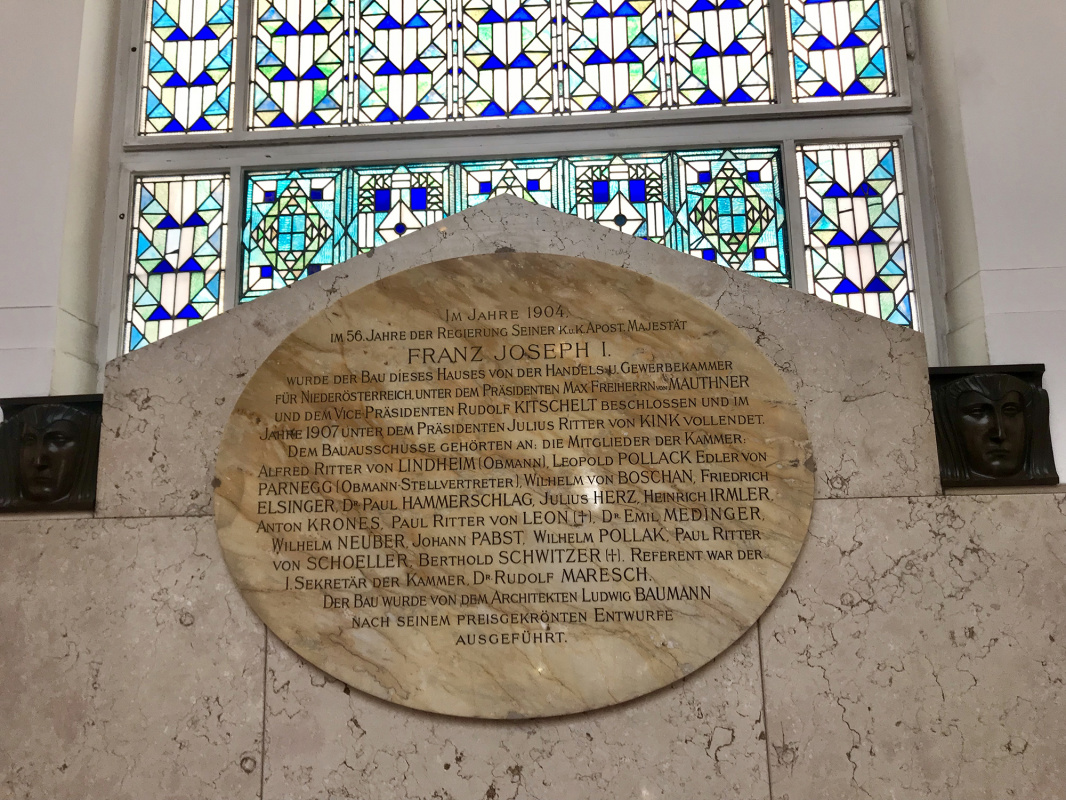 IM JAHRE 1904.
IM 56. JAHRE DER REGIERUNG SEINER K.U.K. APOST. MAJESTÄT
FRANZ JOSEPH I.
WURDE DER BAU DIESES HAUSES VON DER HANDELS U. GEWERBEKAMMER
FÜR NIEDERÖSTERREICH, UNTER DEM PRÄSIDENTEN MAX FREIHERRN VON MAUTHNER
UND DEM VICE PRÄSIDENTEN RUDOLF KITSCHELT BESCHLOSSEN UND IM
JAHRE 1907 UNTER DEM PRÄSIDENTEN JULIUS RITTER VON KINK VOLLENDET.
DEM BAUAUSSCHUSSE GEHÖRTEN AN: DIE MITGLIEDER DER KAMMER:
ALFRED RITTER VON LINDHEIM (OBMANN), LEOPOLD POLLACK EDLER VON
PARNEGG (OBMANN-STELLVERTRETER), WILHELM VON BOSCHAN, FRIEDRICH
ELSINGER, DR. PAUL HAMMERSCHLAG, JULIUS HERZ, HEINRICH IRMLER,
ANTON KRONES, PAUL RITTER VON LEON (†), DR. EMIL MEDINGER,
WILHELM NEUBER, JOHANN PABST, WILHELM POLLAK, PAUL RITTER
VON SCHOELLER, BERTHOLD SCHWITZER (†). REFERENT WAR DER
I. SEKRETÄR DER KAMMER, DR. RUDOLF MARESCH.
DER BAU WURDE VON DEM ARCHITEKTEN LUDWIG BAUMANN
NACH SEINEM PREISGEKRÖNTEN ENTWURFE
AUSGEFÜHRT.